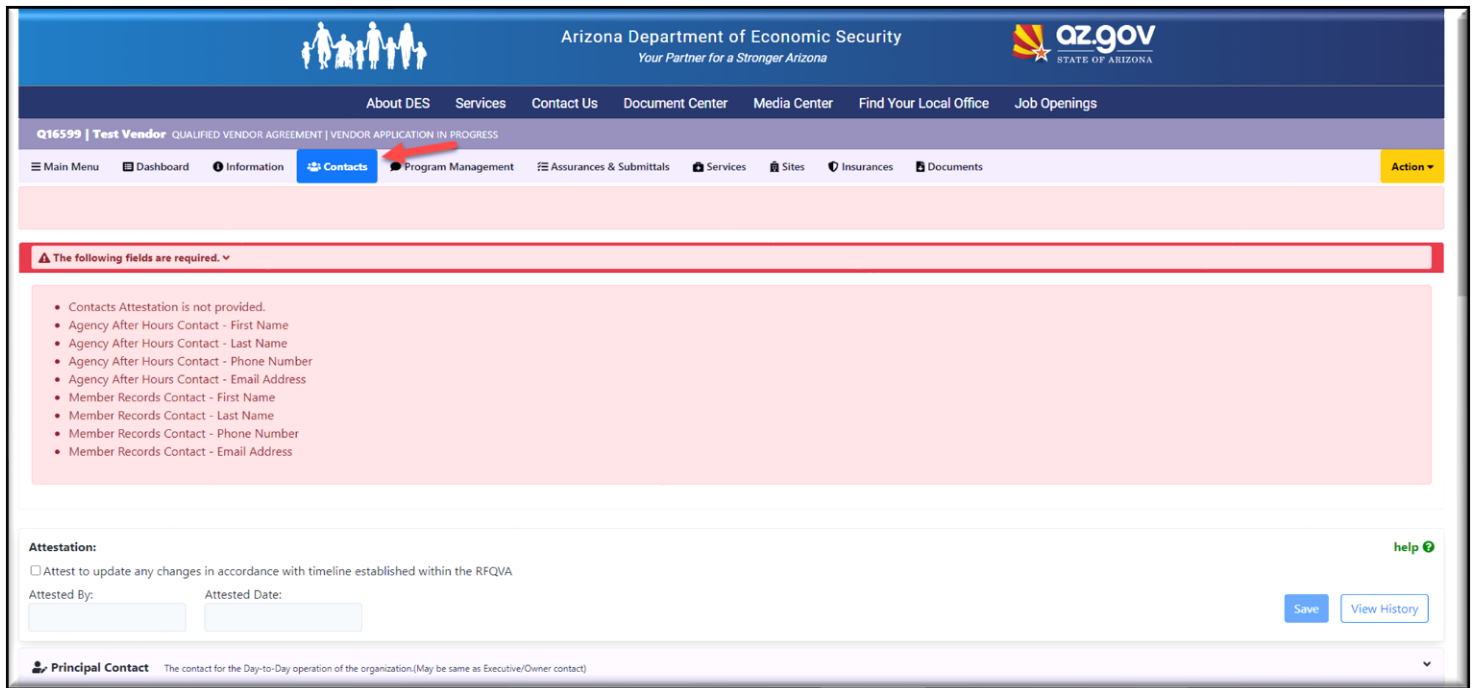 Arizona Department of Economic Security
Your Partner for a Stronger Arizona
az.gov
STATE OF ARIZONA
About DES Services Contact Us Document Center Media Center Find Your Local Office Job Openings
Q16599 | Test Vendor QUALIFIED VENDOR AGREEMENT | VENDOR APPLICATION IN PROGRESS
Main Menu Dashboard Information Contacts Program Management Assurances & Submittals Services Sites Insurances Documents Action
The following fields are required.
Contacts Attestation is not provided.
Agency After Hours Contact - First Name
Agency After Hours Contact - Last Name
Agency After Hours Contact - Phone Number
Agency After Hours Contact - Email Address
Member Records Contact - First Name
Member Records Contact - Last Name
Member Records Contact - Phone Number
Member Records Contact - Email Address
Attestation: help
Attest to update any changes in accordance with timeline established within the RFQVA
Attested By: Attested Date:
Save View History
Principal Contact The contact for the Day-to-Day operation of the organization.(May be same as Executive/Owner contact)